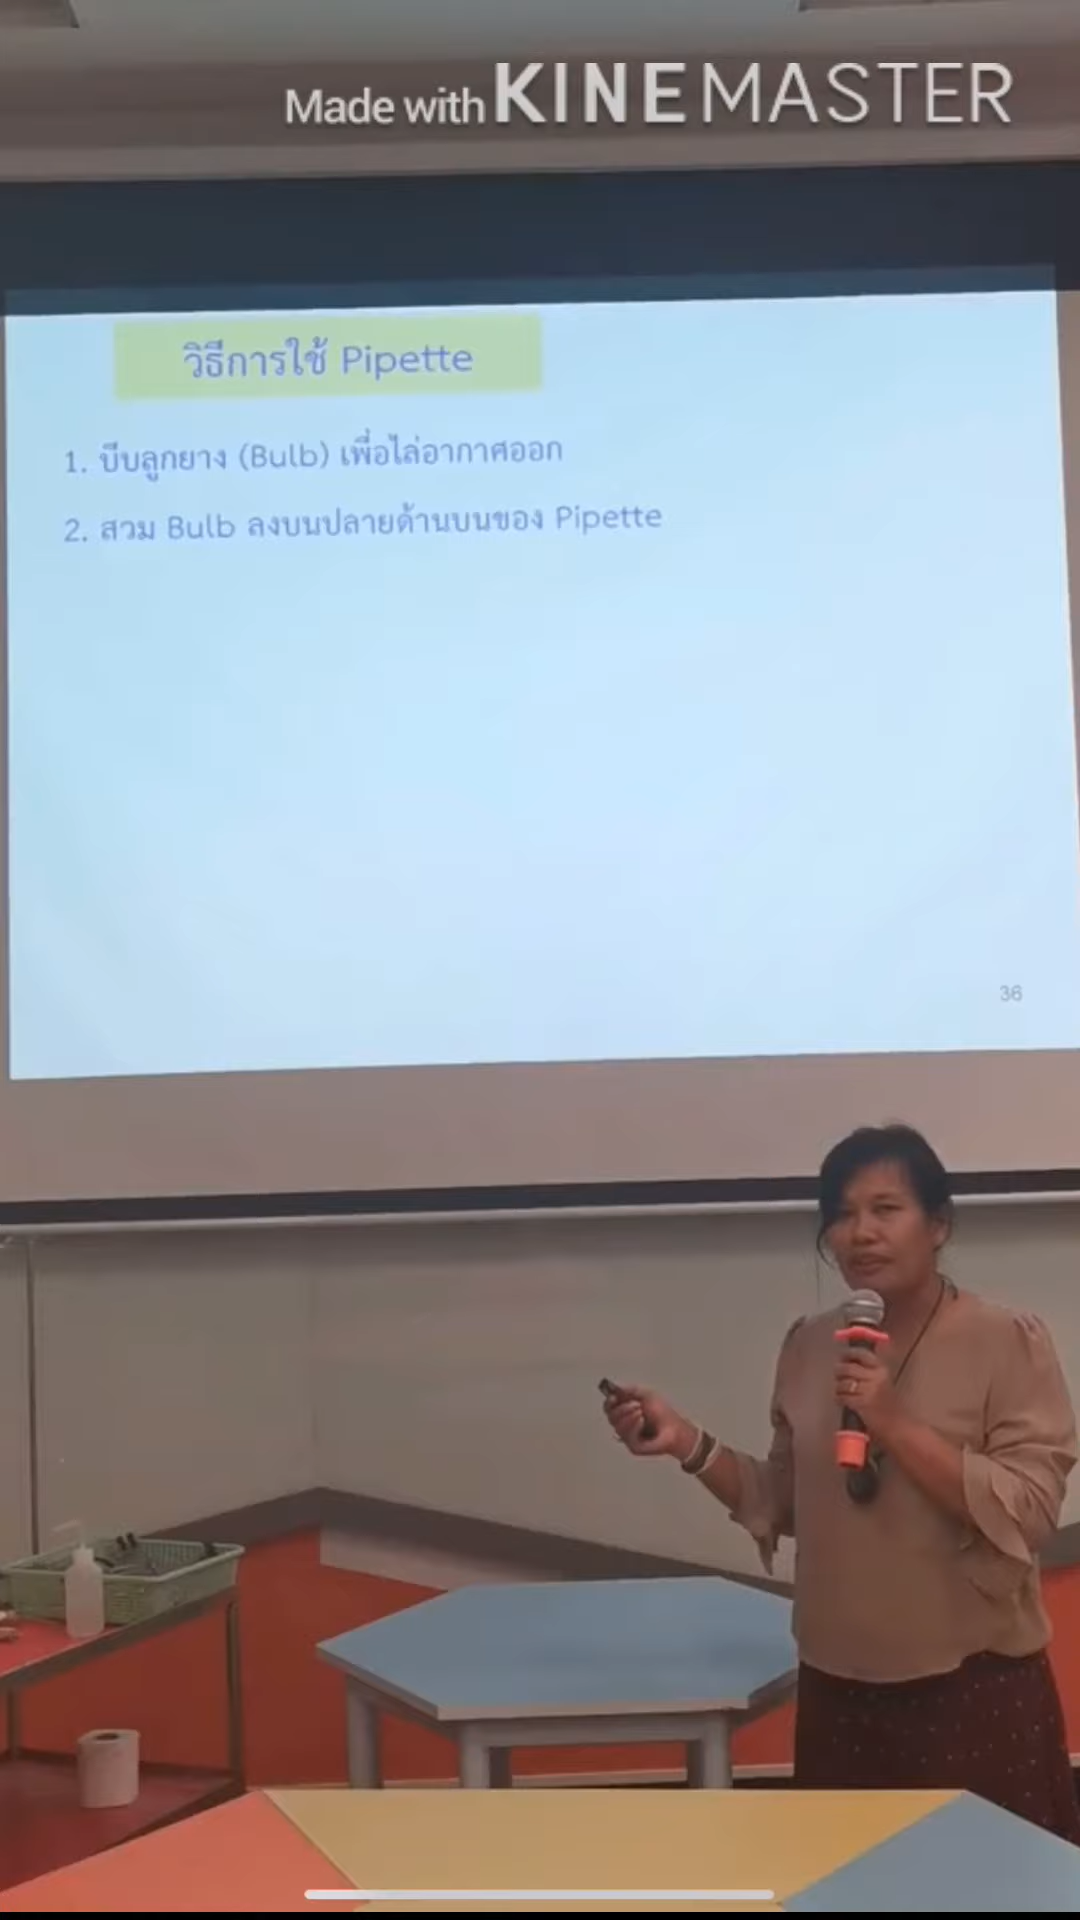 Made with KINEMASTER
วิธีการใช้ Pipette
1. บีบลูกยาง (Bulb) เพื่อไล่อากาศออก
2. สวม Bulb ลงบนปลายด้านบนของ Pipette
36